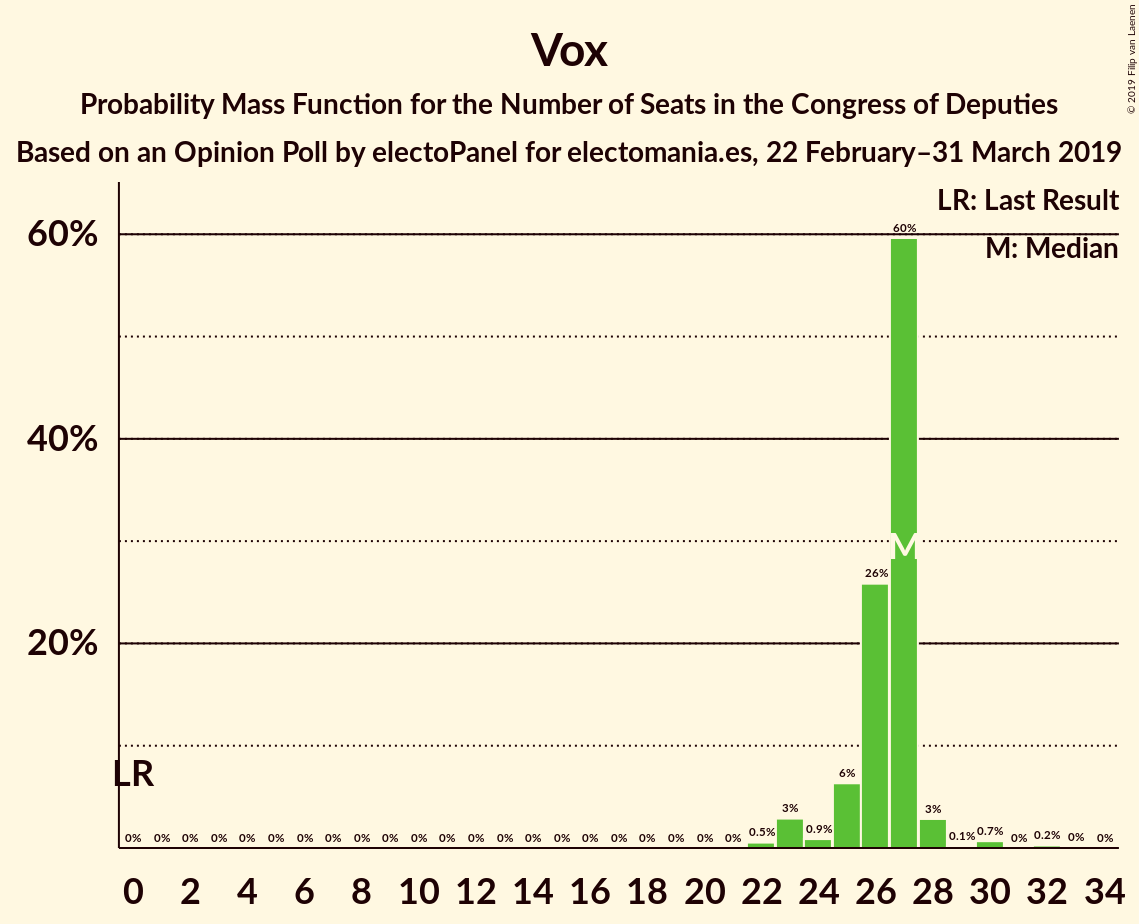 Vox
Probability Mass Function for the Number of Seats in the Congress of Deputies
Based on an Opinion Poll by electoPanel for electomania.es, 22 February–31 March 2019
© 2019 Filip van Laenen
LR: Last Result
M: Median
60%
40%
20%
60%
26%
M
LR
0% 0% 0% 0% 0% 0% 0% 0% 0% 0% 0% 0% 0% 0% 0% 0% 0% 0% 0% 0% 0% 0% 0.5% 3% 0.9% 6% 3% 0.1% 0.7% 0% 0.2% 0% 0%
0 2 4 6 8 10 12 14 16 18 20 22 24 26 28 30 32 34